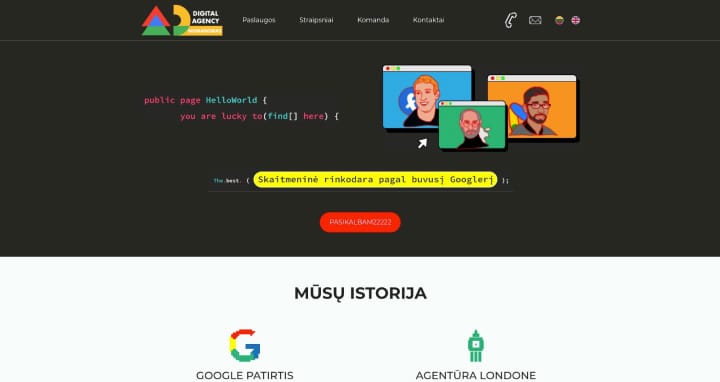 DIGITAL
AGENCY
Paslaugos
Straipsniai
Komanda
Kontaktai
public page HelloWorld {
you are lucky to(find[] here) {
The.best. ( Skaitmeninė rinkodara pagal buvusį Googlerį );
PASIKALBAM22222
MŪSŲ ISTORIJA
GOOGLE PATIRTIS
AGENTŪRA LONDONE